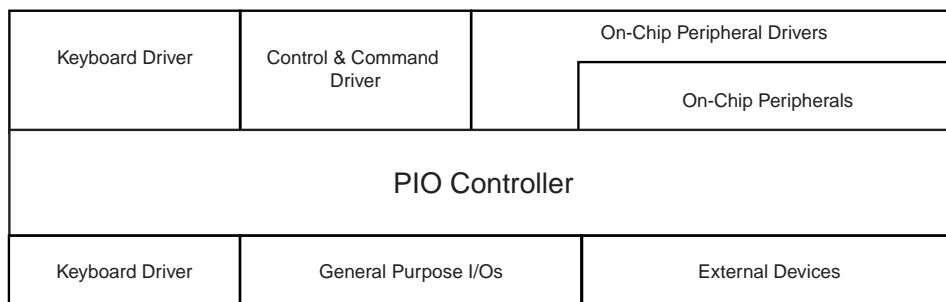 On-Chip Peripheral Drivers
Keyboard Driver
Control & Command
Driver
On-Chip Peripherals
PIO Controller
Keyboard Driver
General Purpose I/Os
External Devices